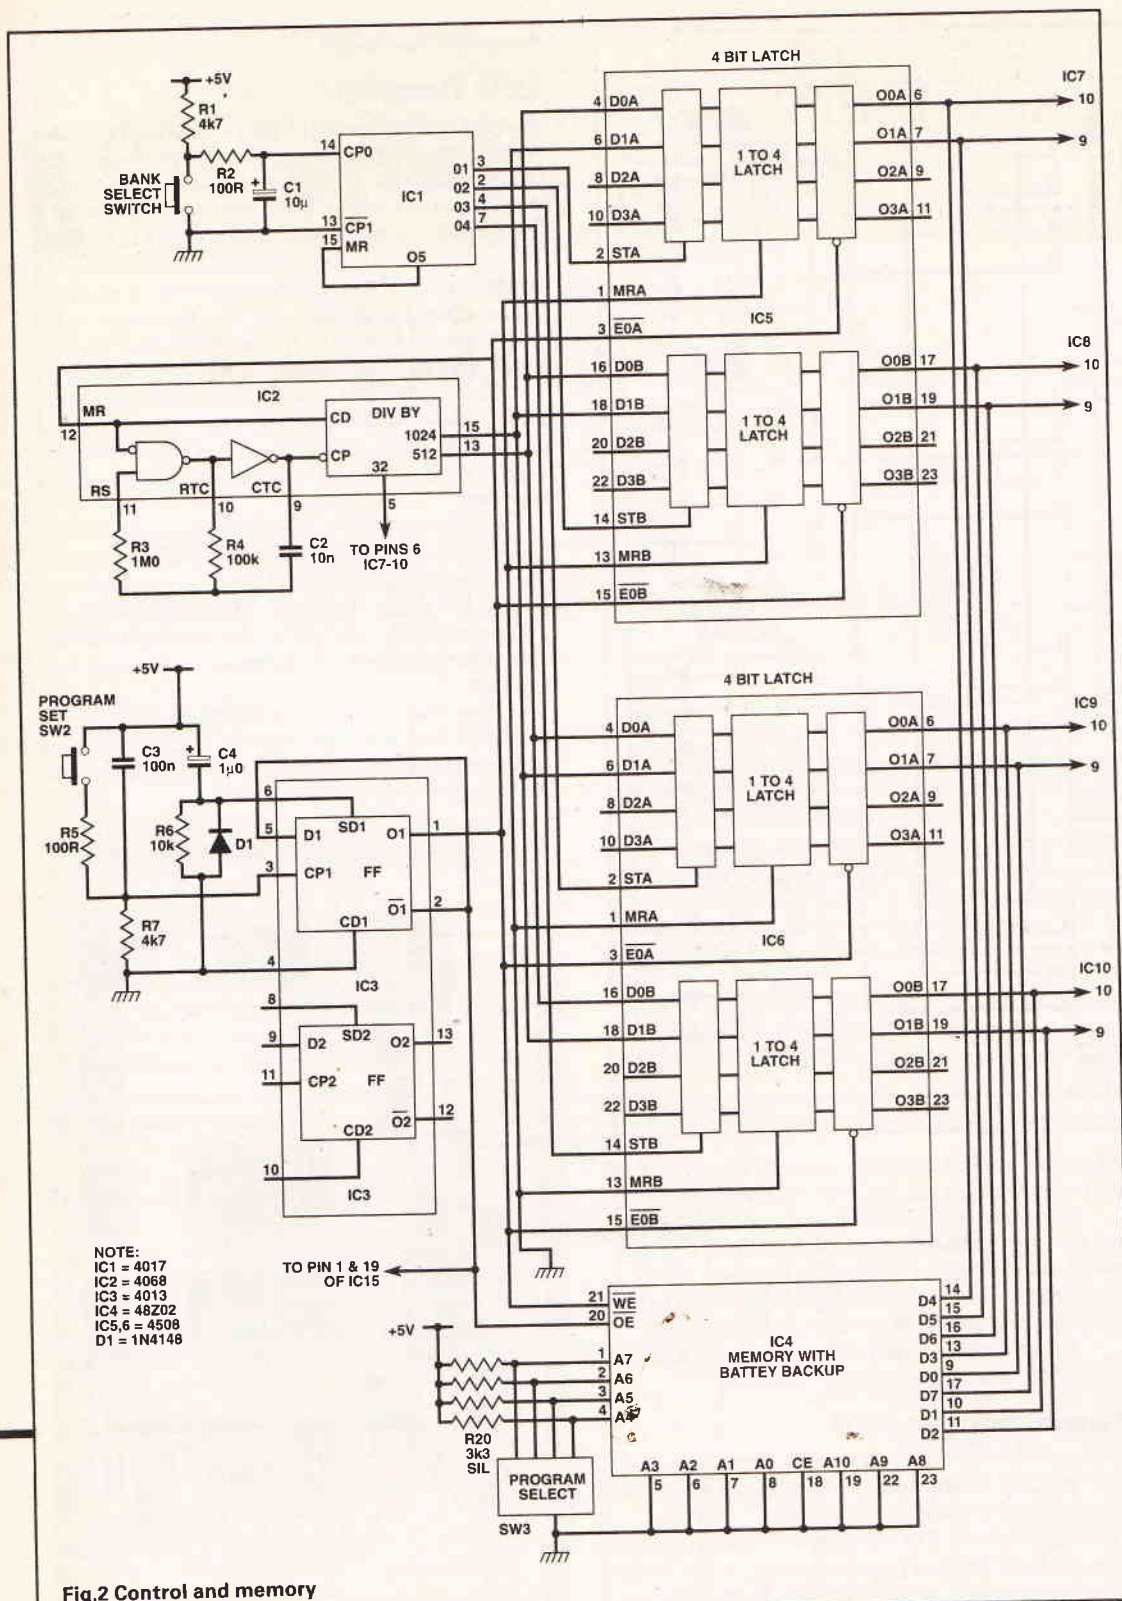 +5V
R1
4k7
R2
100R
BANK
SELECT
SWITCH
+
C1
10µ
14 CP0
13 CP1
15 MR
IC1
01 3
02 2
03 4
04 7
O5
4 BIT LATCH
4 D0A
6 D1A
8 D2A
10 D3A
2 STA
1 MRA
3 E0A
1 TO 4
LATCH
IC5
O0A 6
O1A 7
O2A 9
O3A 11
IC7
10
9
16 D0B
18 D1B
20 D2B
22 D3B
14 STB
13 MRB
15 E0B
1 TO 4
LATCH
O0B 17
O1B 19
O2B 21
O3B 23
IC8
10
9
IC2
MR
12
CD
DIV BY
1024 15
512 13
CP
32
5
RS
11
RTC
10
CTC
9
R3
1M0
R4
100k
C2
10n
TO PINS 6
IC7-10
+5V
PROGRAM
SET
SW2
C3
100n
+
C4
1µ0
R5
100R
R6
10k
D1
R7
4k7
6
5 D1
SD1
O1 1
3 CP1
FF
O1 2
CD1
4
IC3
8
9 D2
SD2
O2 13
11 CP2
FF
O2 12
CD2
10
IC3
4 BIT LATCH
4 D0A
6 D1A
8 D2A
10 D3A
2 STA
1 MRA
3 E0A
1 TO 4
LATCH
IC6
O0A 6
O1A 7
O2A 9
O3A 11
IC9
10
9
16 D0B
18 D1B
20 D2B
22 D3B
14 STB
13 MRB
15 E0B
1 TO 4
LATCH
O0B 17
O1B 19
O2B 21
O3B 23
IC10
10
9
NOTE:
IC1 = 4017
IC2 = 4068
IC3 = 4013
IC4 = 48Z02
IC5,6 = 4508
D1 = 1N4148
TO PIN 1 & 19
OF IC15
+5V
R20
3k3
SIL
PROGRAM
SELECT
SW3
21 WE
20 OE
1 A7
2 A6
3 A5
4 A4
IC4
MEMORY WITH
BATTEY BACKUP
D4 14
D5 15
D6 16
D3 13
D0 9
D7 17
D1 10
D2 11
A3 A2 A1 A0 CE A10 A9 A8
5 6 7 8 18 19 22 23
Fig.2 Control and memory